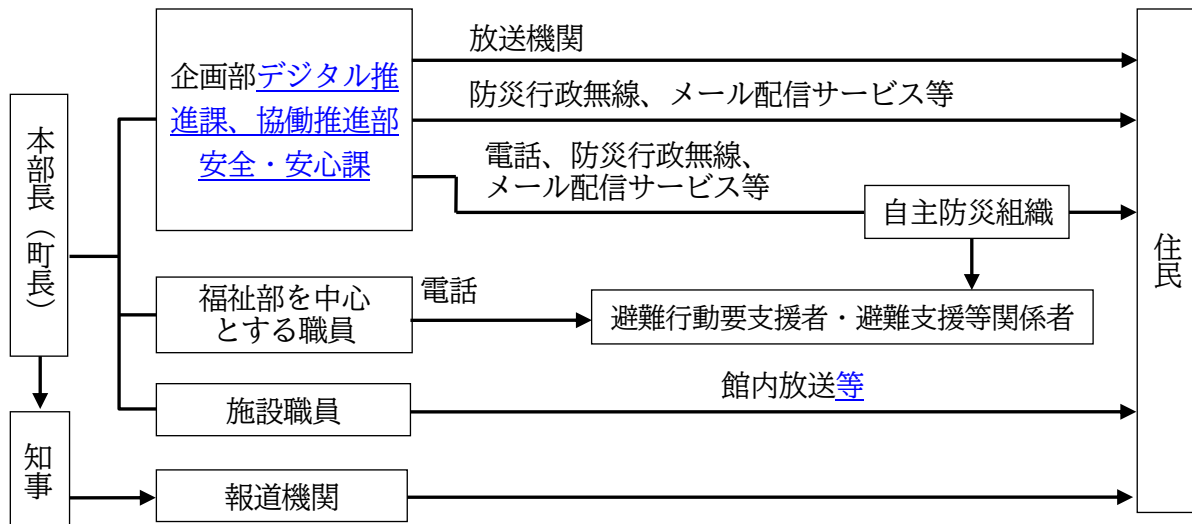 本部長（町長）
知事
企画部デジタル推
進課、協働推進部
安全・安心課
放送機関
防災行政無線、メール配信サービス等
電話、防災行政無線、
メール配信サービス等
自主防災組織
福祉部を中心
とする職員
電話
避難行動要支援者・避難支援等関係者
施設職員
館内放送等
報道機関
住民